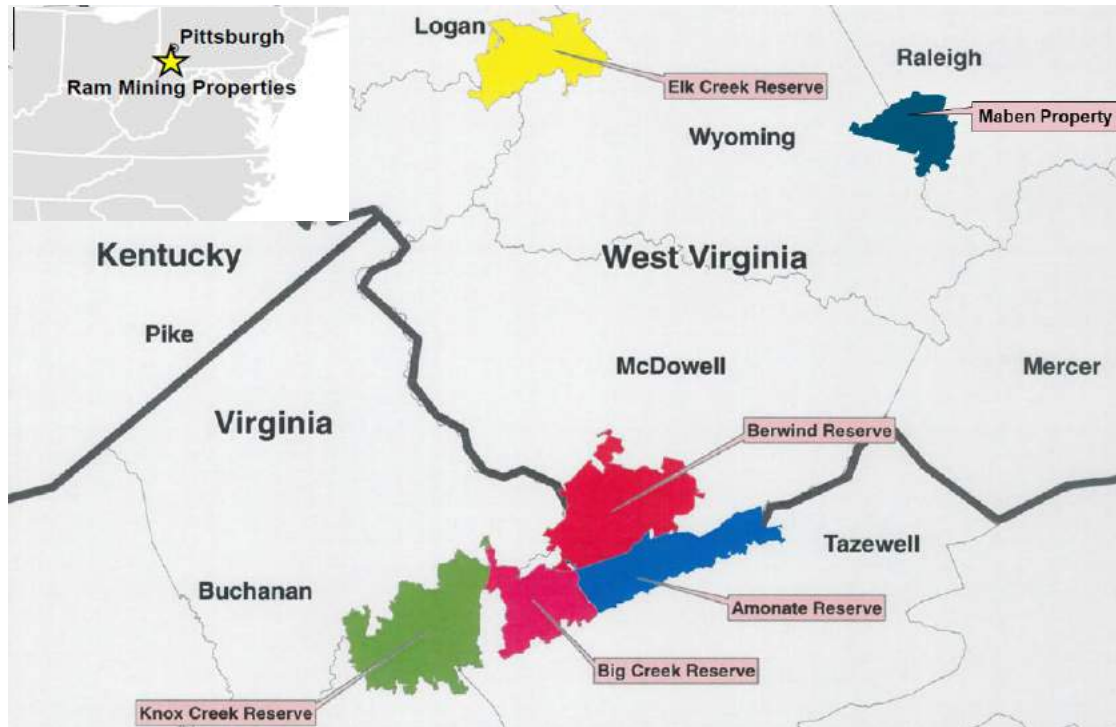 Pittsburgh
Ram Mining Properties
Logan
Elk Creek Reserve
Raleigh
Maben Property
Wyoming
Kentucky
West Virginia
Pike
McDowell
Mercer
Virginia
Berwind Reserve
Tazewell
Buchanan
Amonate Reserve
Big Creek Reserve
Knox Creek Reserve